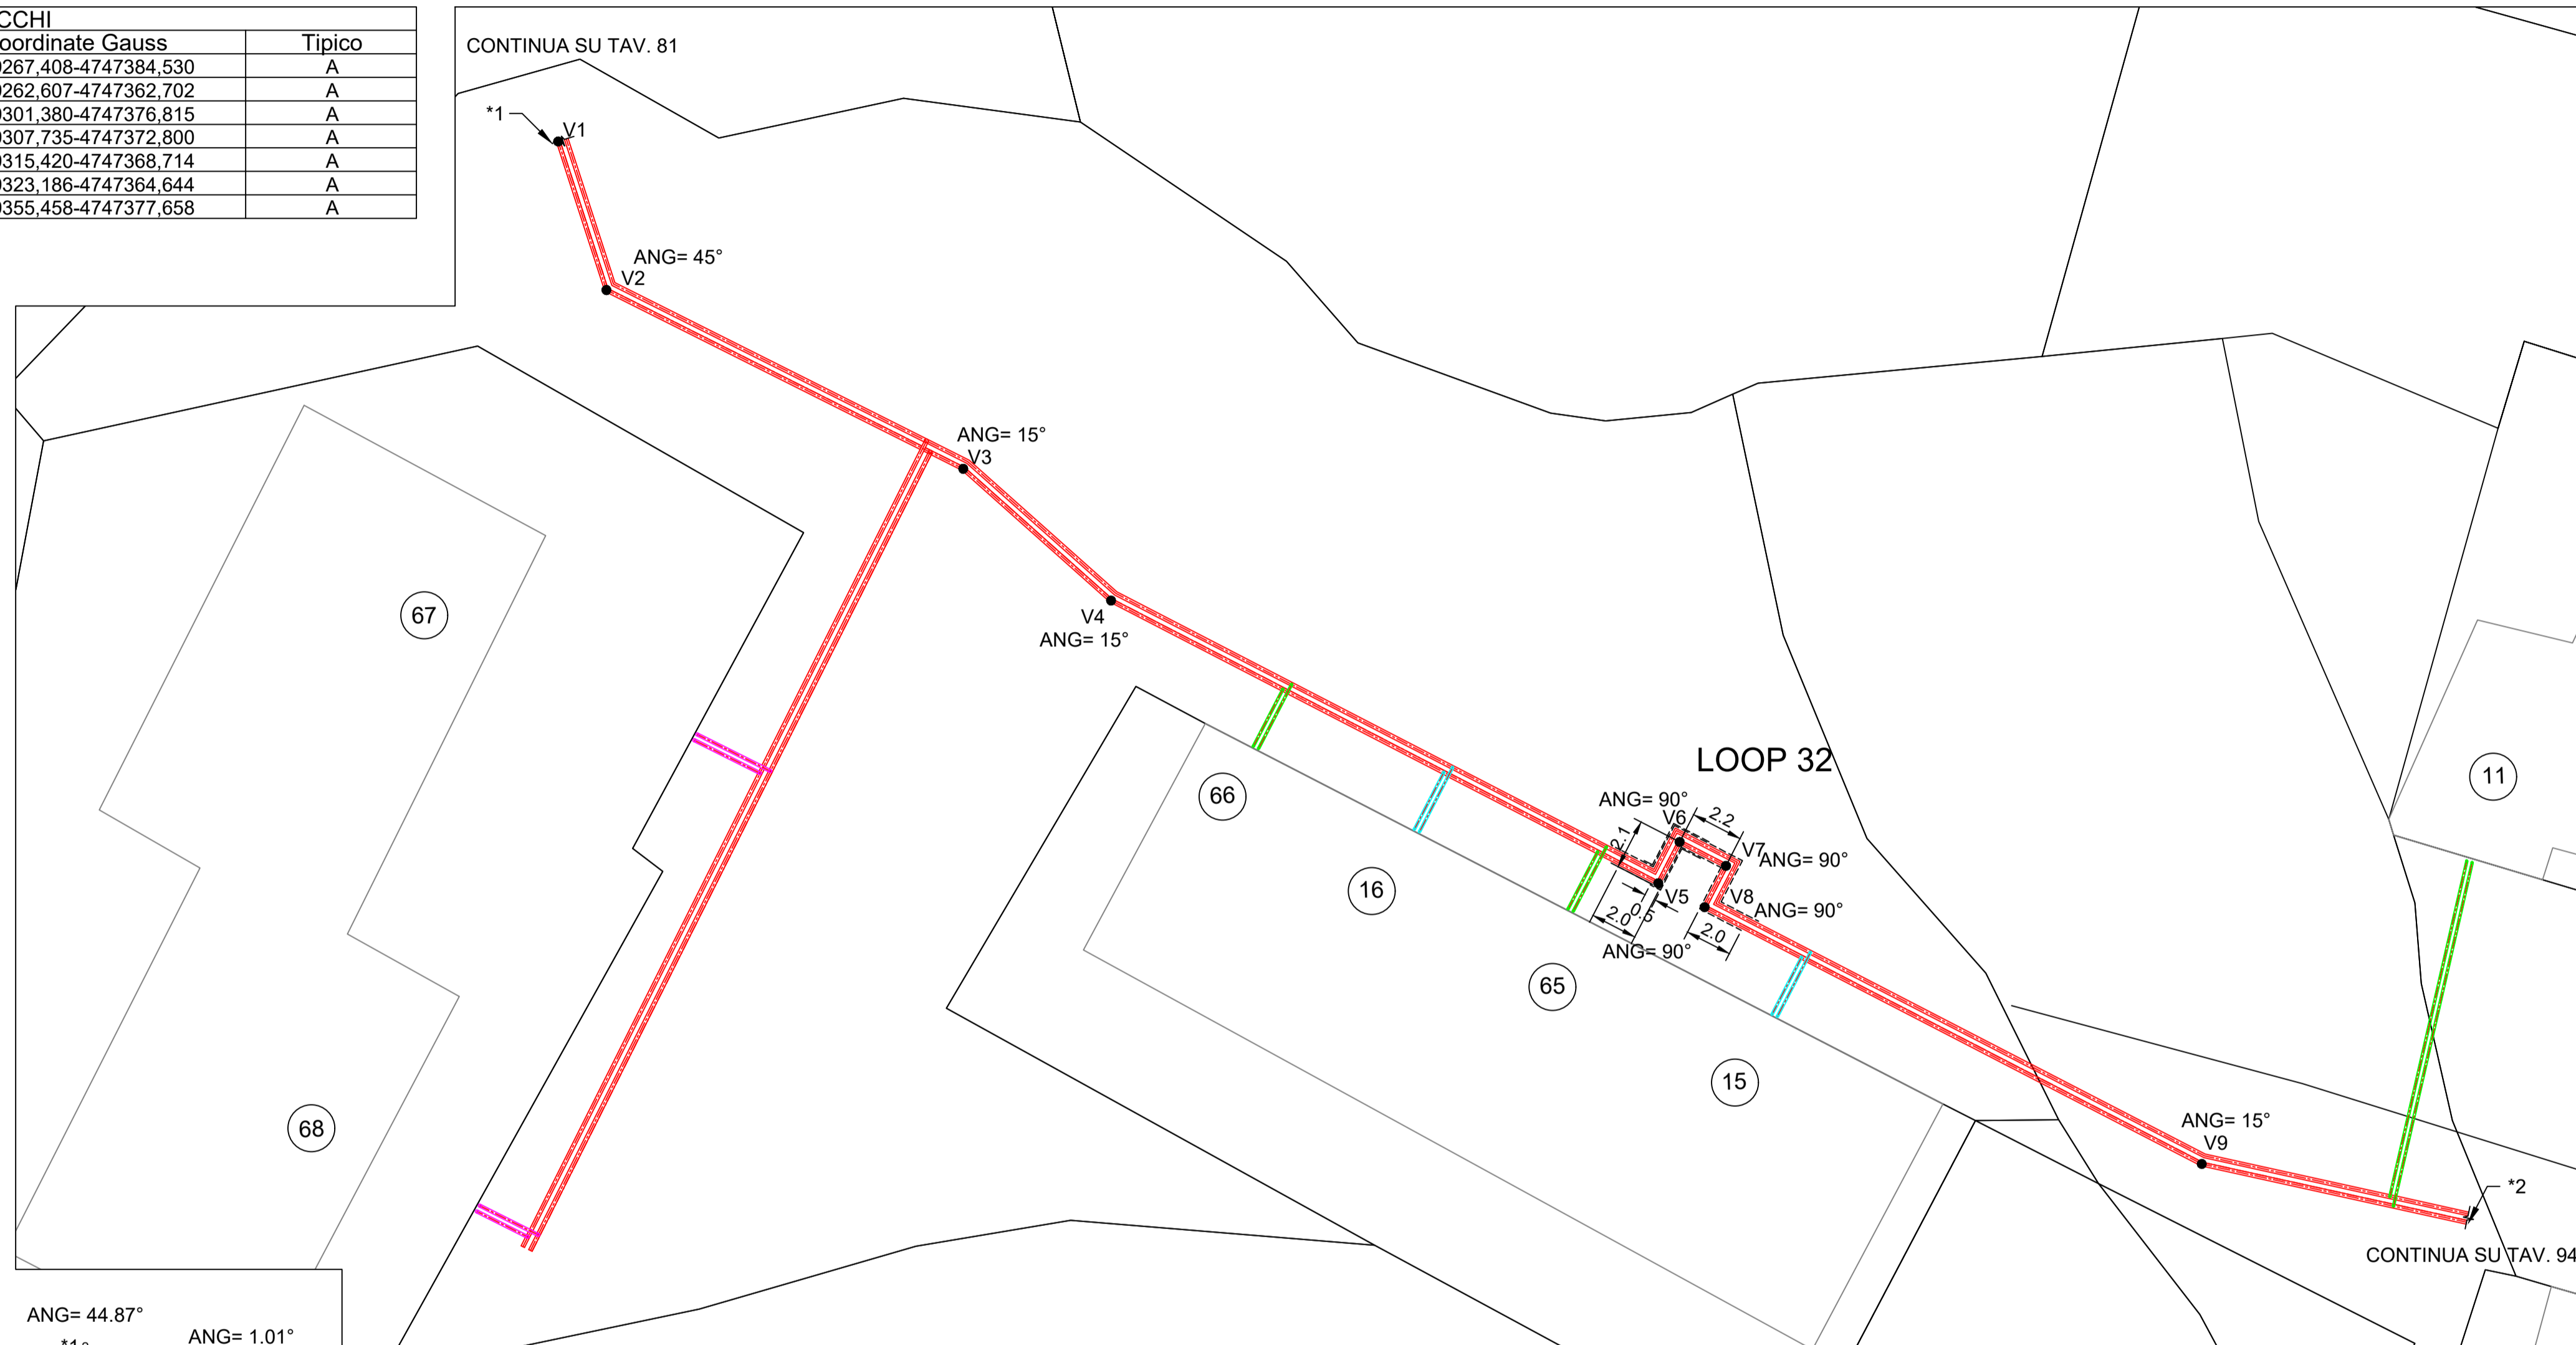 CCHI
oordinate Gauss Tipico
267,408-4747384,530 A
262,607-4747362,702 A
301,380-4747376,815 A
307,735-4747372,800 A
315,420-4747368,714 A
323,186-4747364,644 A
355,458-4747377,658 A
CONTINUA SU TAV. 81
*1
V1
ANG= 45°
V2
ANG= 15°
V3
V4
ANG= 15°
67
LOOP 32
66
ANG= 90°
V6
2.2
2.1
V7
ANG= 90°
11
16
V5
V8
ANG= 90°
0.5
2.0
2.0
ANG= 90°
65
15
68
ANG= 15°
V9
*2
CONTINUA SU TAV. 94
ANG= 44.87°
ANG= 1.01°